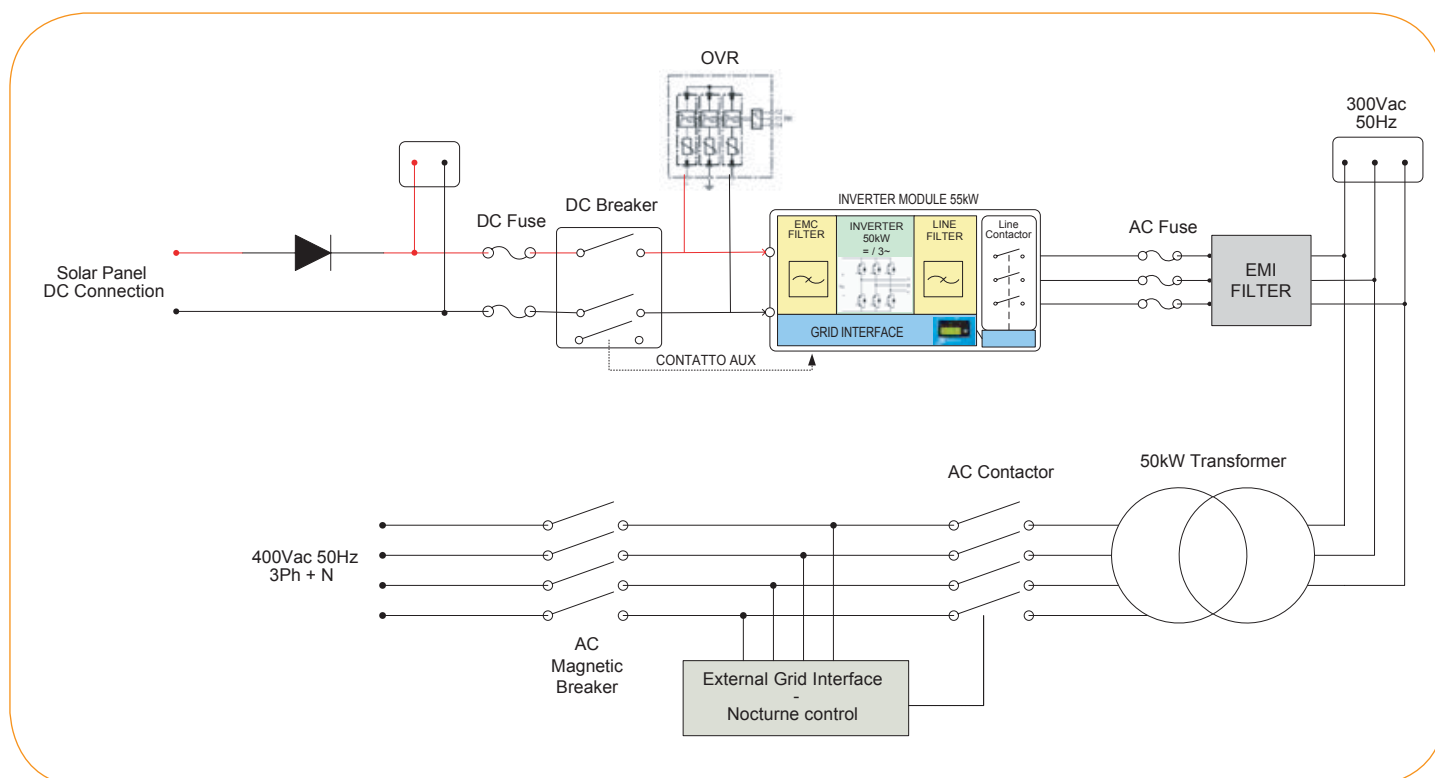 OVR
300Vac
50Hz
DC Fuse
DC Breaker
INVERTER MODULE 55kW
EMC
FILTER
INVERTER
50kW
= / 3~
LINE
FILTER
Line
Contactor
AC Fuse
EMI
FILTER
Solar Panel
DC Connection
GRID INTERFACE
CONTATTO AUX
50kW Transformer
AC Contactor
400Vac 50Hz
3Ph + N
AC
Magnetic
Breaker
External Grid Interface
-
Nocturne control